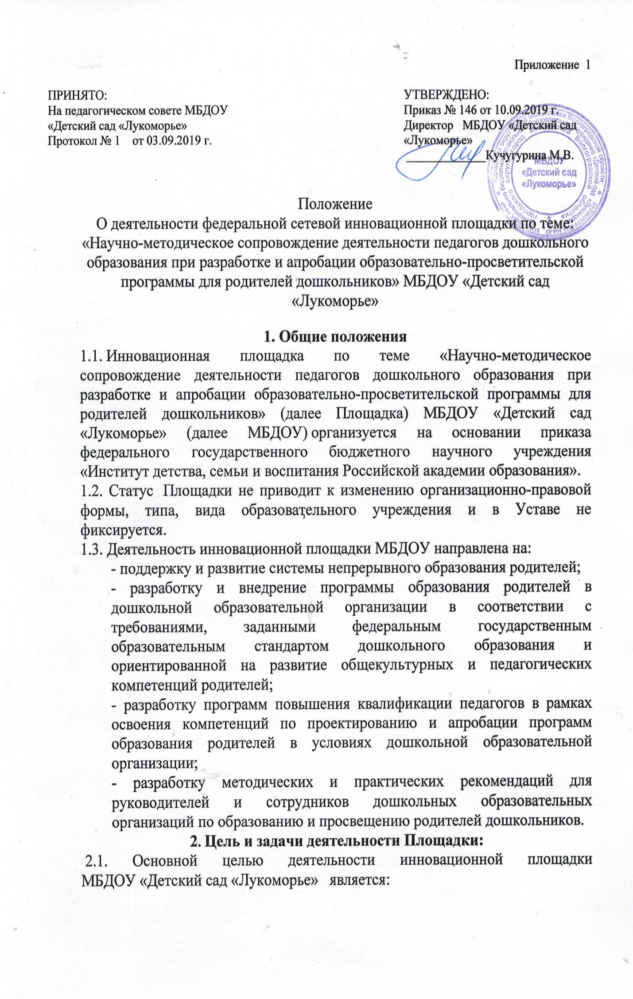 Приложение 1
ПРИНЯТО:
На педагогическом совете МБДОУ
«Детский сад «Лукоморье»
Протокол № 1 от 03.09.2019 г.
УТВЕРЖДЕНО:
Приказ № 146 от 10.09.2019 г.
Директор МБДОУ «Детский сад
«Лукоморье»
______________Кучугурина М.В.
МБДОУ
«Детский сад
«Лукоморье»
Положение
О деятельности федеральной сетевой инновационной площадки по теме:
«Научно-методическое сопровождение деятельности педагогов дошкольного
образования при разработке и апробации образовательно-просветительской
программы для родителей дошкольников» МБДОУ «Детский сад
«Лукоморье»
1. Общие положения
1.1. Инновационная площадка по теме «Научно-методическое
сопровождение деятельности педагогов дошкольного образования при
разработке и апробации образовательно-просветительской программы для
родителей дошкольников» (далее Площадка) МБДОУ «Детский сад
«Лукоморье» (далее МБДОУ) организуется на основании приказа
федерального государственного бюджетного научного учреждения
«Институт детства, семьи и воспитания Российской академии образования».
1.2. Статус Площадки не приводит к изменению организационно-правовой
формы, типа, вида образовательного учреждения и в Уставе не
фиксируется.
1.3. Деятельность инновационной площадки МБДОУ направлена на:
- поддержку и развитие системы непрерывного образования родителей;
- разработку и внедрение программы образования родителей в
дошкольной образовательной организации в соответствии с
требованиями, заданными федеральным государственным
образовательным стандартом дошкольного образования и
ориентированной на развитие общекультурных и педагогических
компетенций родителей;
- разработку программ повышения квалификации педагогов в рамках
освоения компетенций по проектированию и апробации программ
образования родителей в условиях дошкольной образовательной
организации;
- разработку методических и практических рекомендаций для
руководителей и сотрудников дошкольных образовательных
организаций по образованию и просвещению родителей дошкольников.
2. Цель и задачи деятельности Площадки:
2.1. Основной целью деятельности инновационной площадки
МБДОУ «Детский сад «Лукоморье» является: